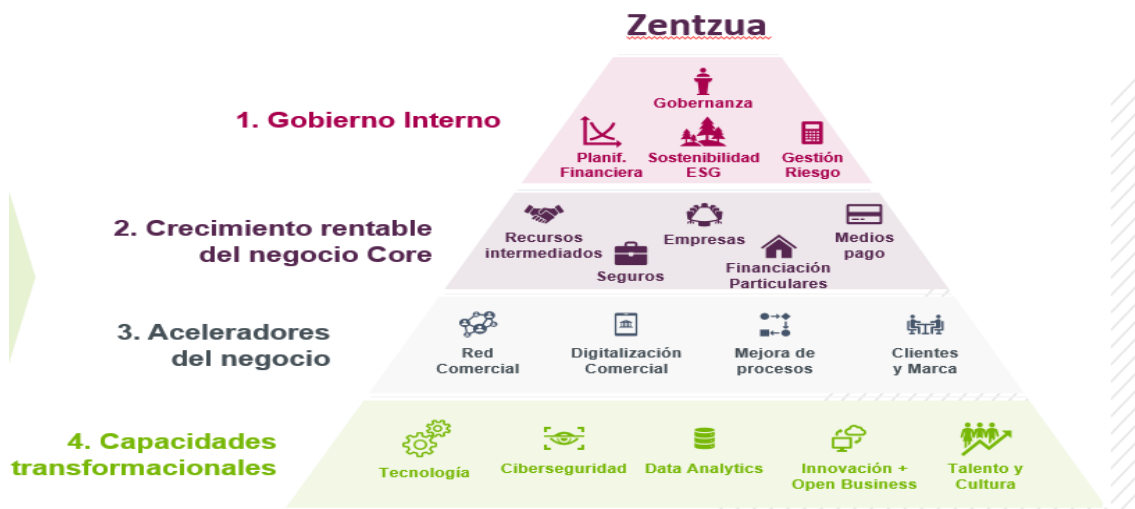 Zentzua
1. Gobierno Interno
Gobernanza
Planif.
Financiera
Sostenibilidad
ESG
Gestión
Riesgo
2. Crecimiento rentable
del negocio Core
Recursos
intermediados
Seguros
Empresas
Financiación
Particulares
Medios
pago
3. Aceleradores
del negocio
Red
Comercial
Digitalización
Comercial
Mejora de
procesos
Clientes
y Marca
4. Capacidades
transformacionales
Tecnología
Ciberseguridad
Data Analytics
Innovación +
Open Business
Talento y
Cultura